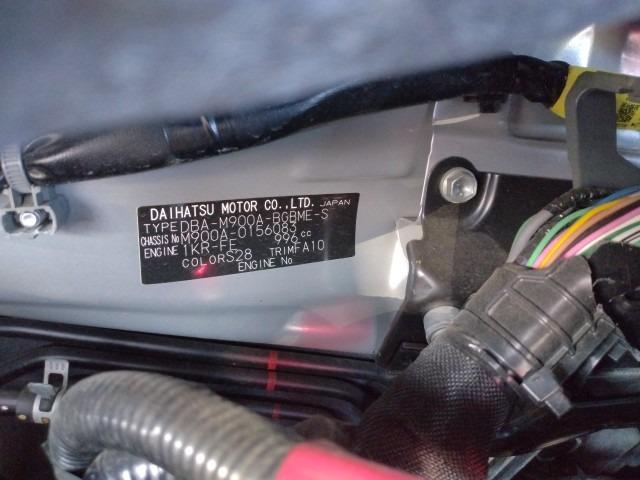 DAIHATSU MOTOR CO.,LTD. JAPAN
TYPE DBA-M900A-BGBME-S
CHASSIS No M900A-0156083
ENGINE 1KR-FE 996 cc
COLOR S28 TRIM FA10
ENGINE No.